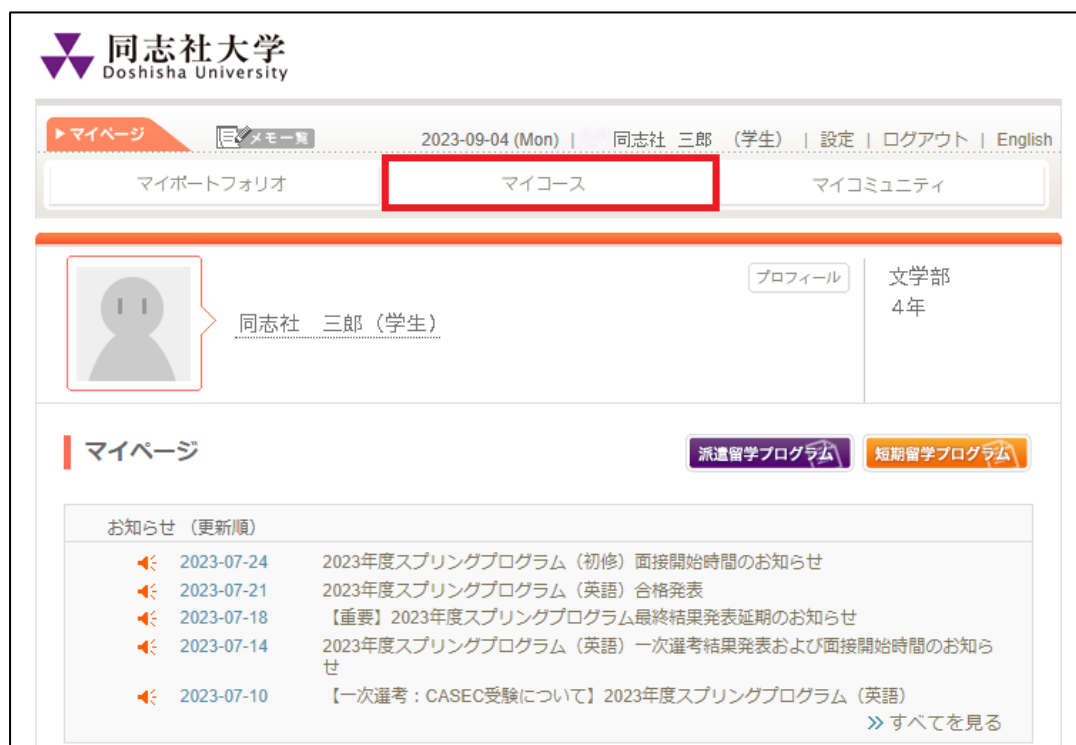 同志社大学
Doshisha University
マイページ
メモ一覧
2023-09-04 (Mon) | 同志社 三郎 (学生) | 設定 | ログアウト | English
マイポートフォリオ
マイコース
マイコミュニティ
プロフィール
文学部
4年
同志社 三郎(学生)
マイページ
派遣留学プログラム
短期留学プログラム
お知らせ (更新順)
2023-07-24 2023年度スプリングプログラム(初修)面接開始時間のお知らせ
2023-07-21 2023年度スプリングプログラム(英語)合格発表
2023-07-18 【重要】2023年度スプリングプログラム最終結果発表延期のお知らせ
2023-07-14 2023年度スプリングプログラム(英語)一次選考結果発表および面接開始時間のお知ら
せ
2023-07-10 【一次選考:CASEC受験について】2023年度スプリングプログラム(英語)
>> すべてを見る